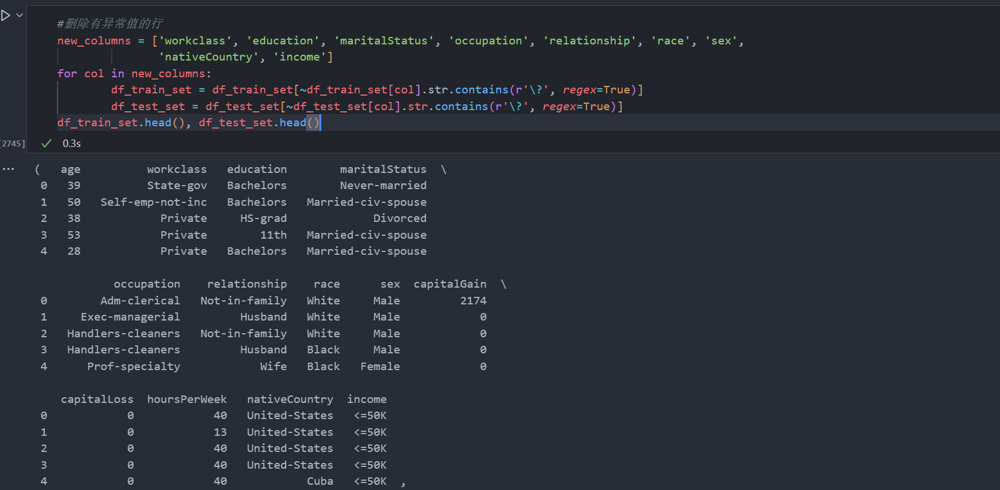 #删除有异常值的行
new_columns = ['workclass', 'education', 'maritalStatus', 'occupation', 'relationship', 'race', 'sex',
'nativeCountry', 'income']
for col in new_columns:
df_train_set = df_train_set[~df_train_set[col].str.contains(r'\?', regex=True)]
df_test_set = df_test_set[~df_test_set[col].str.contains(r'\?', regex=True)]
df_train_set.head(), df_test_set.head()
[2745] ✓ 0.3s
... ( age workclass education maritalStatus \
0 39 State-gov Bachelors Never-married
1 50 Self-emp-not-inc Bachelors Married-civ-spouse
2 38 Private HS-grad Divorced
3 53 Private 11th Married-civ-spouse
4 28 Private Bachelors Married-civ-spouse
occupation relationship race sex capitalGain \
0 Adm-clerical Not-in-family White Male 2174
1 Exec-managerial Husband White Male 0
2 Handlers-cleaners Not-in-family White Male 0
3 Handlers-cleaners Husband Black Male 0
4 Prof-specialty Wife Black Female 0
capitalLoss hoursPerWeek nativeCountry income
0 0 40 United-States <=50K
1 0 13 United-States <=50K
2 0 40 United-States <=50K
3 0 40 United-States <=50K
4 0 40 Cuba <=50K ,